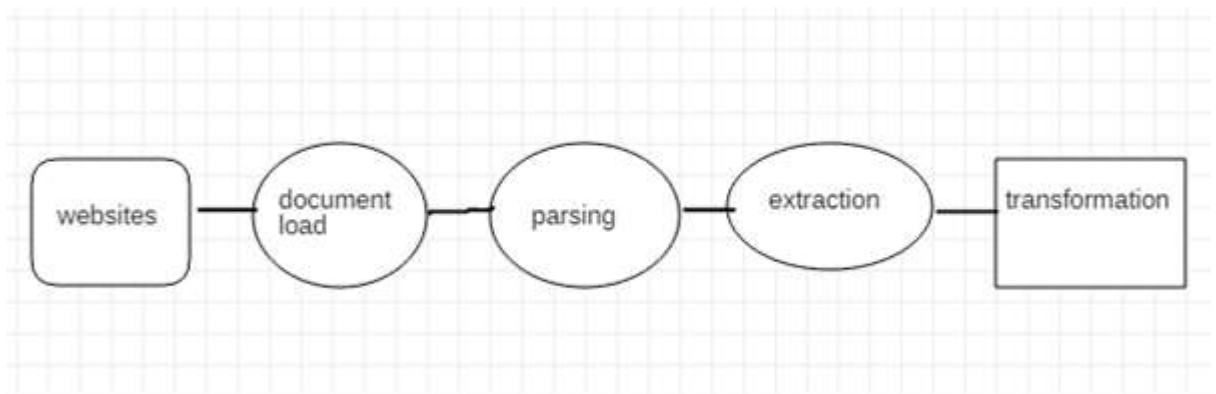 websites
document
load
parsing
extraction
transformation